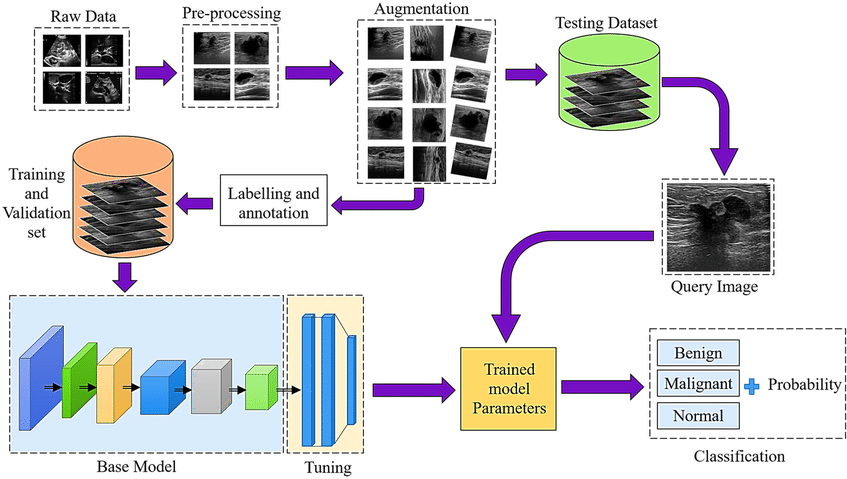 Raw Data
Pre-processing
Augmentation
Testing Dataset
Training
and
Validation
set
Labelling and
annotation
Query Image
Base Model
Tuning
Trained
model
Parameters
Benign
Malignant
Normal
Probability
Classification